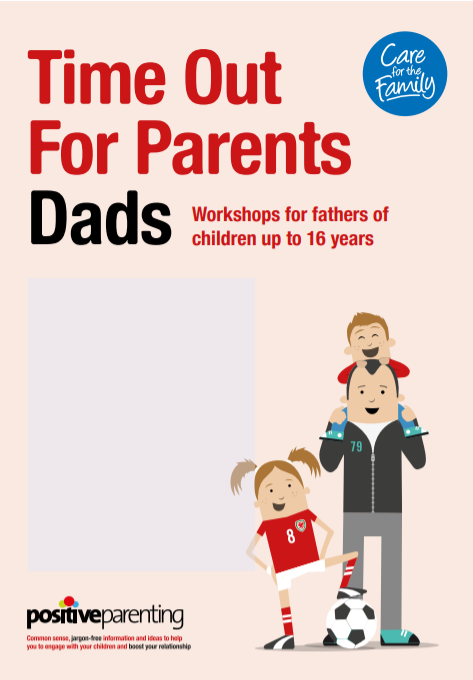 Time Out
For Parents
Dads
Workshops for fathers of
children up to 16 years
Care
for the
Family
79
8
positiveparenting
Common sense, jargon-free information and ideas to help
you to engage with your children and boost your relationship